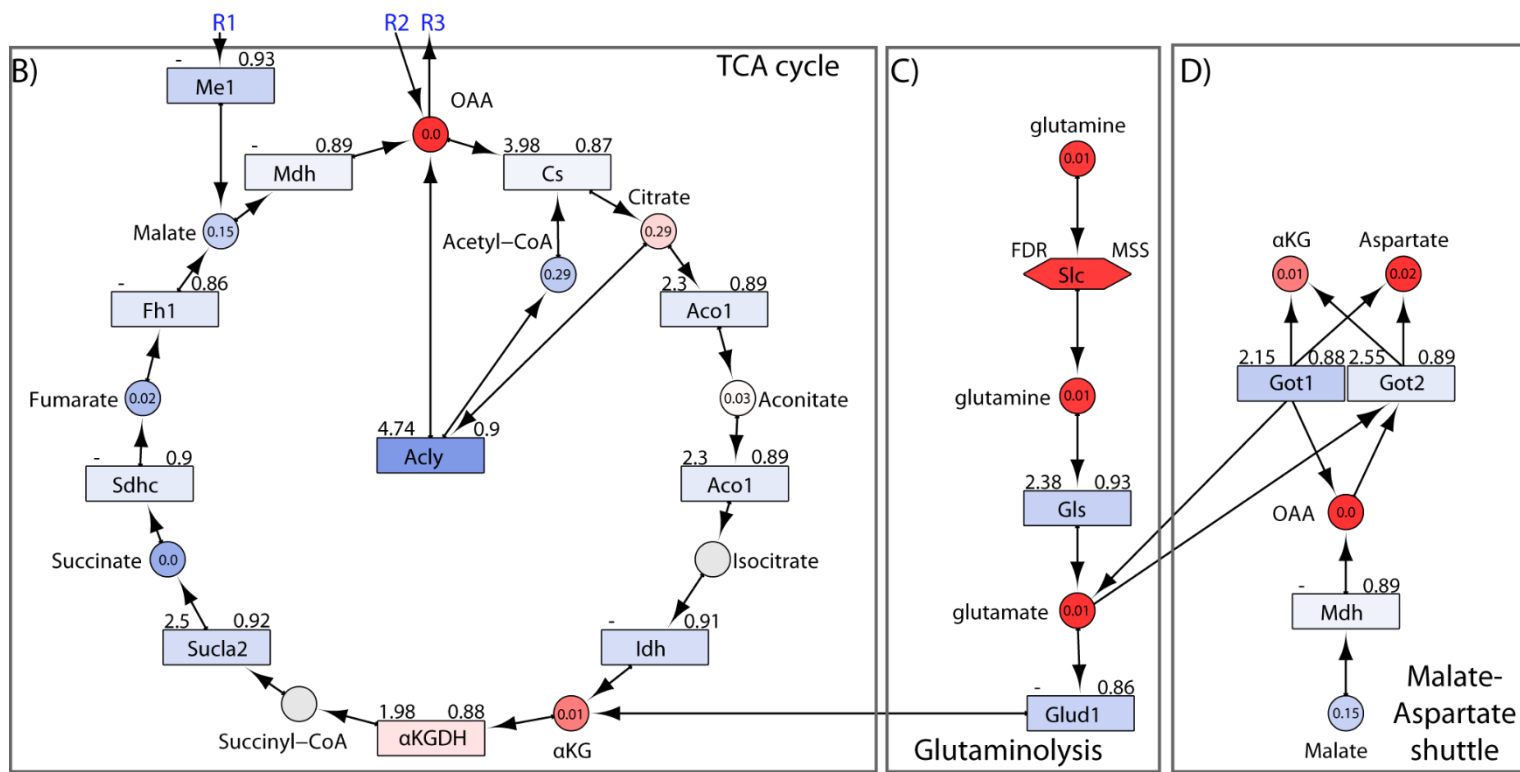 R1
R2 R3
B)
TCA cycle
C)
D)
- 0.93
Me1
OAA
0.0
- 0.89
Mdh
3.98 0.87
Cs
glutamine
0.01
Malate 0.15
Acetyl–CoA
0.29
Citrate
0.29
FDR MSS
Slc
αKG
0.01
Aspartate
0.02
- 0.86
Fh1
2.3 0.89
Aco1
2.15 0.88
Got1
2.55 0.89
Got2
Fumarate 0.02
0.03 Aconitate
glutamine 0.01
4.74 0.9
Acly
- 0.9
Sdhc
2.3 0.89
Aco1
2.38 0.93
Gls
OAA 0.0
Succinate 0.0
Isocitrate
glutamate 0.01
- 0.89
Mdh
2.5 0.92
Sucla2
- 0.91
Idh
Succinyl–CoA
1.98 0.88
αKGDH
0.01
αKG
- 0.86
Glud1
Glutaminolysis
0.15
Malate
Malate-
Aspartate
shuttle